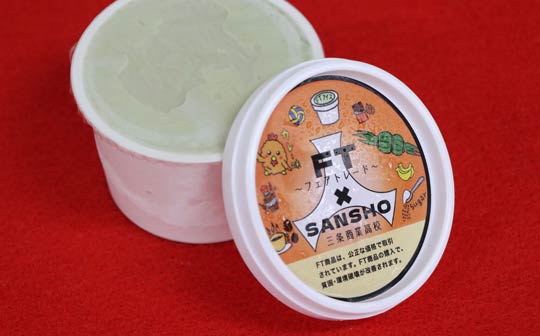 FT
~フェアトレード~
×
SANSHO
三条商業高校
FT商品は、公正な価格で取引
されています。FT商品の購入で、
貧困・環境破壊が改善されます。
Sugar